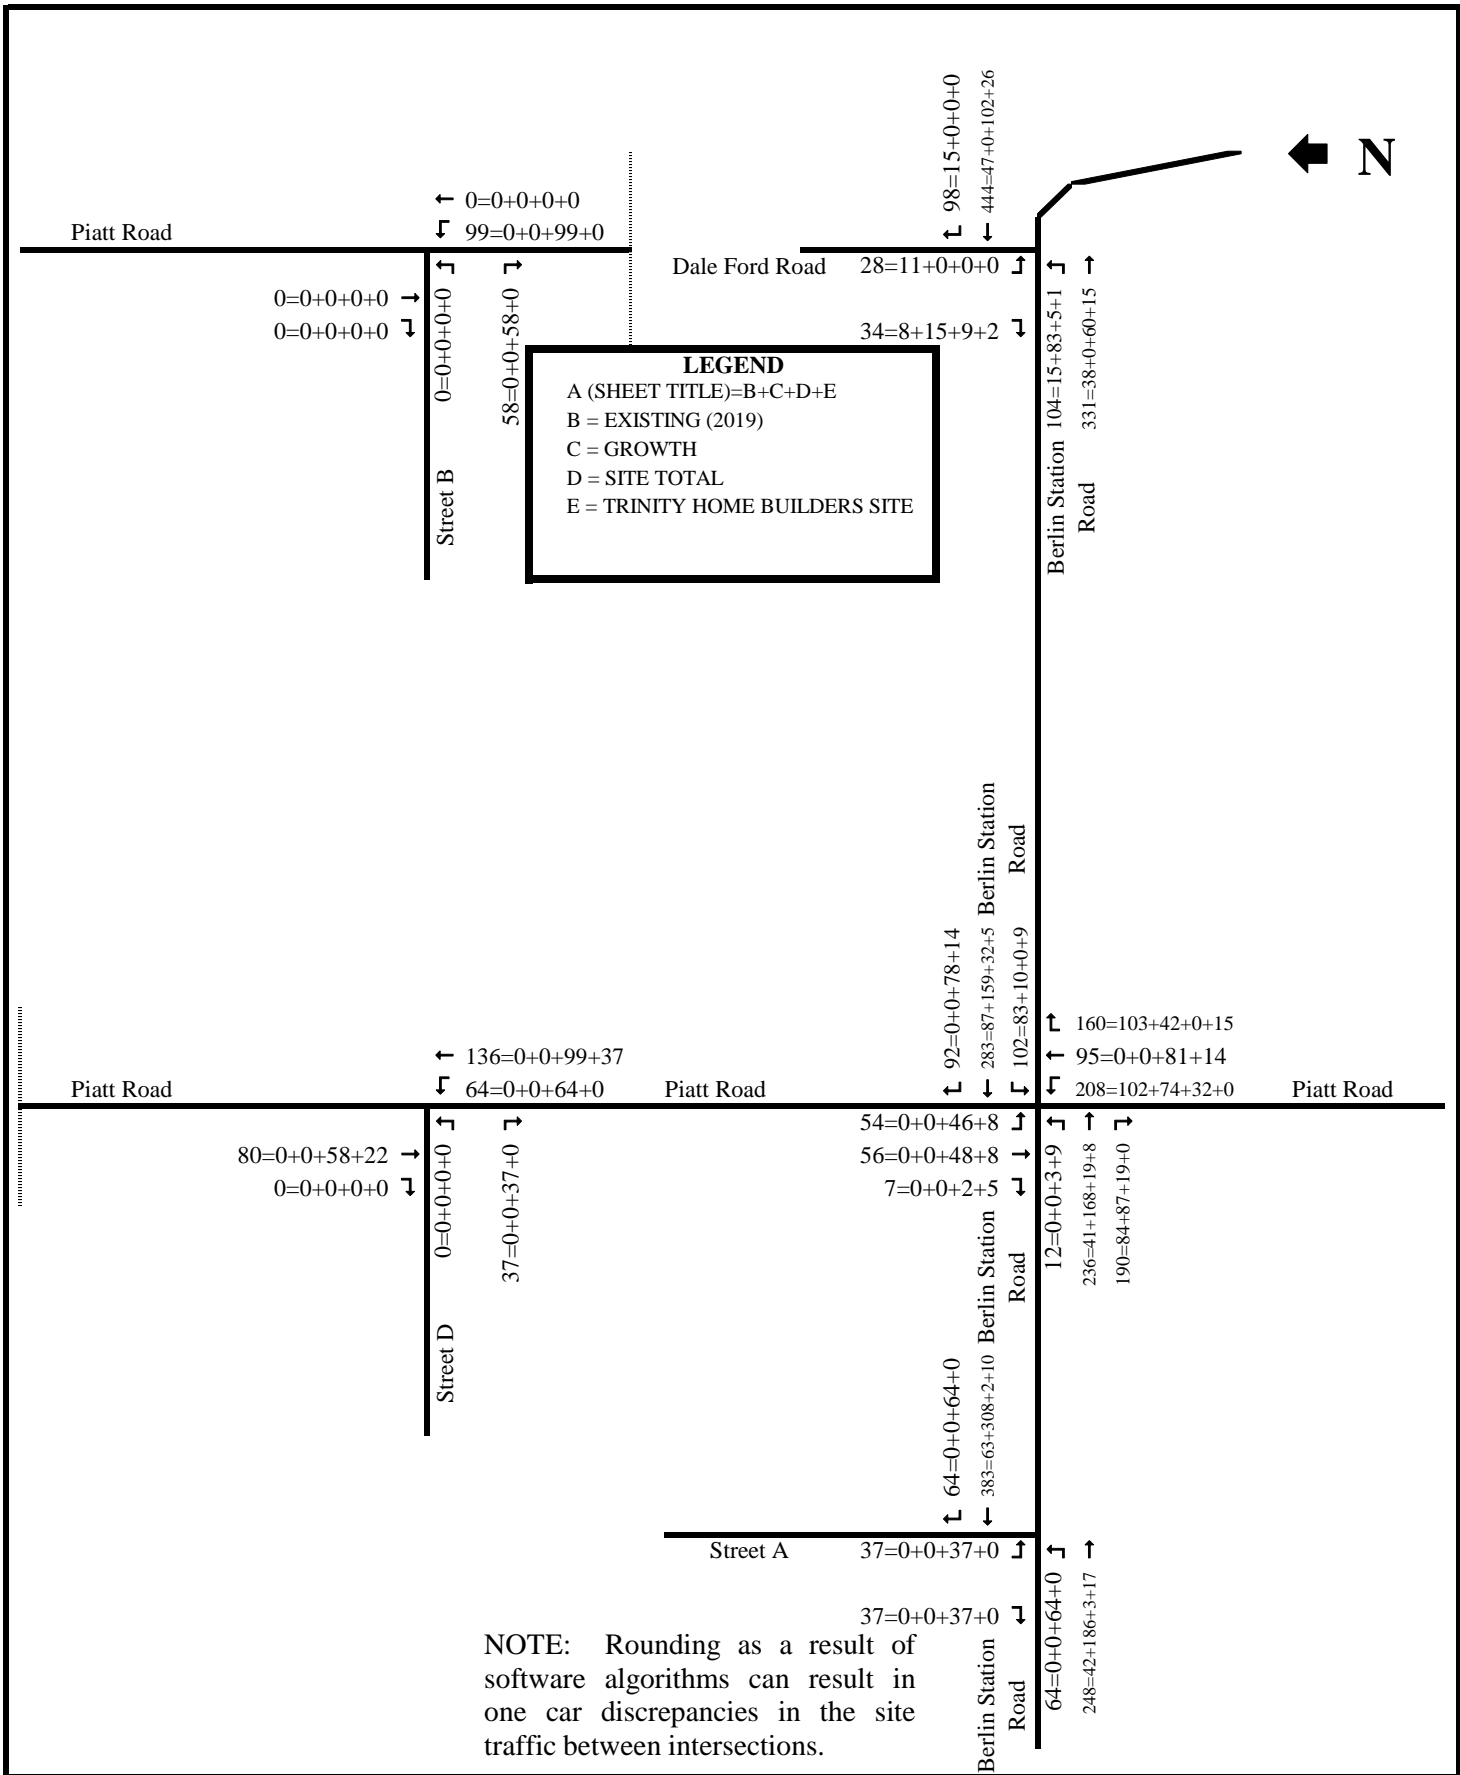 98=15+0+0+0
444=47+0+102+26
N
0=0+0+0+0
Piatt Road
99=0+0+99+0
Dale Ford Road
28=11+0+0+0
0=0+0+0+0
0=0+0+0+0
0=0+0+0+0
58=0+0+58+0
34=8+15+9+2
104=15+83+5+1
331=38+0+60+15
LEGEND
A (SHEET TITLE)=B+C+D+E
B = EXISTING (2019)
C = GROWTH
D = SITE TOTAL
E = TRINITY HOME BUILDERS SITE
Street B
Berlin Station
Road
Berlin Station
Road
92=0+0+78+14
283=87+159+32+5
102=83+10+0+9
160=103+42+0+15
136=0+0+99+37
95=0+0+81+14
Piatt Road
64=0+0+64+0
Piatt Road
208=102+74+32+0
Piatt Road
54=0+0+46+8
80=0+0+58+22
56=0+0+48+8
0=0+0+0+0
7=0+0+2+5
0=0+0+0+0
37=0+0+37+0
12=0+0+3+9
236=41+168+19+8
190=84+87+19+0
Berlin Station
Road
Street D
64=0+0+64+0
383=63+308+2+10
Street A
37=0+0+37+0
37=0+0+37+0
64=0+0+64+0
248=42+186+3+17
Berlin Station
Road
NOTE: Rounding as a result of
software algorithms can result in
one car discrepancies in the site
traffic between intersections.